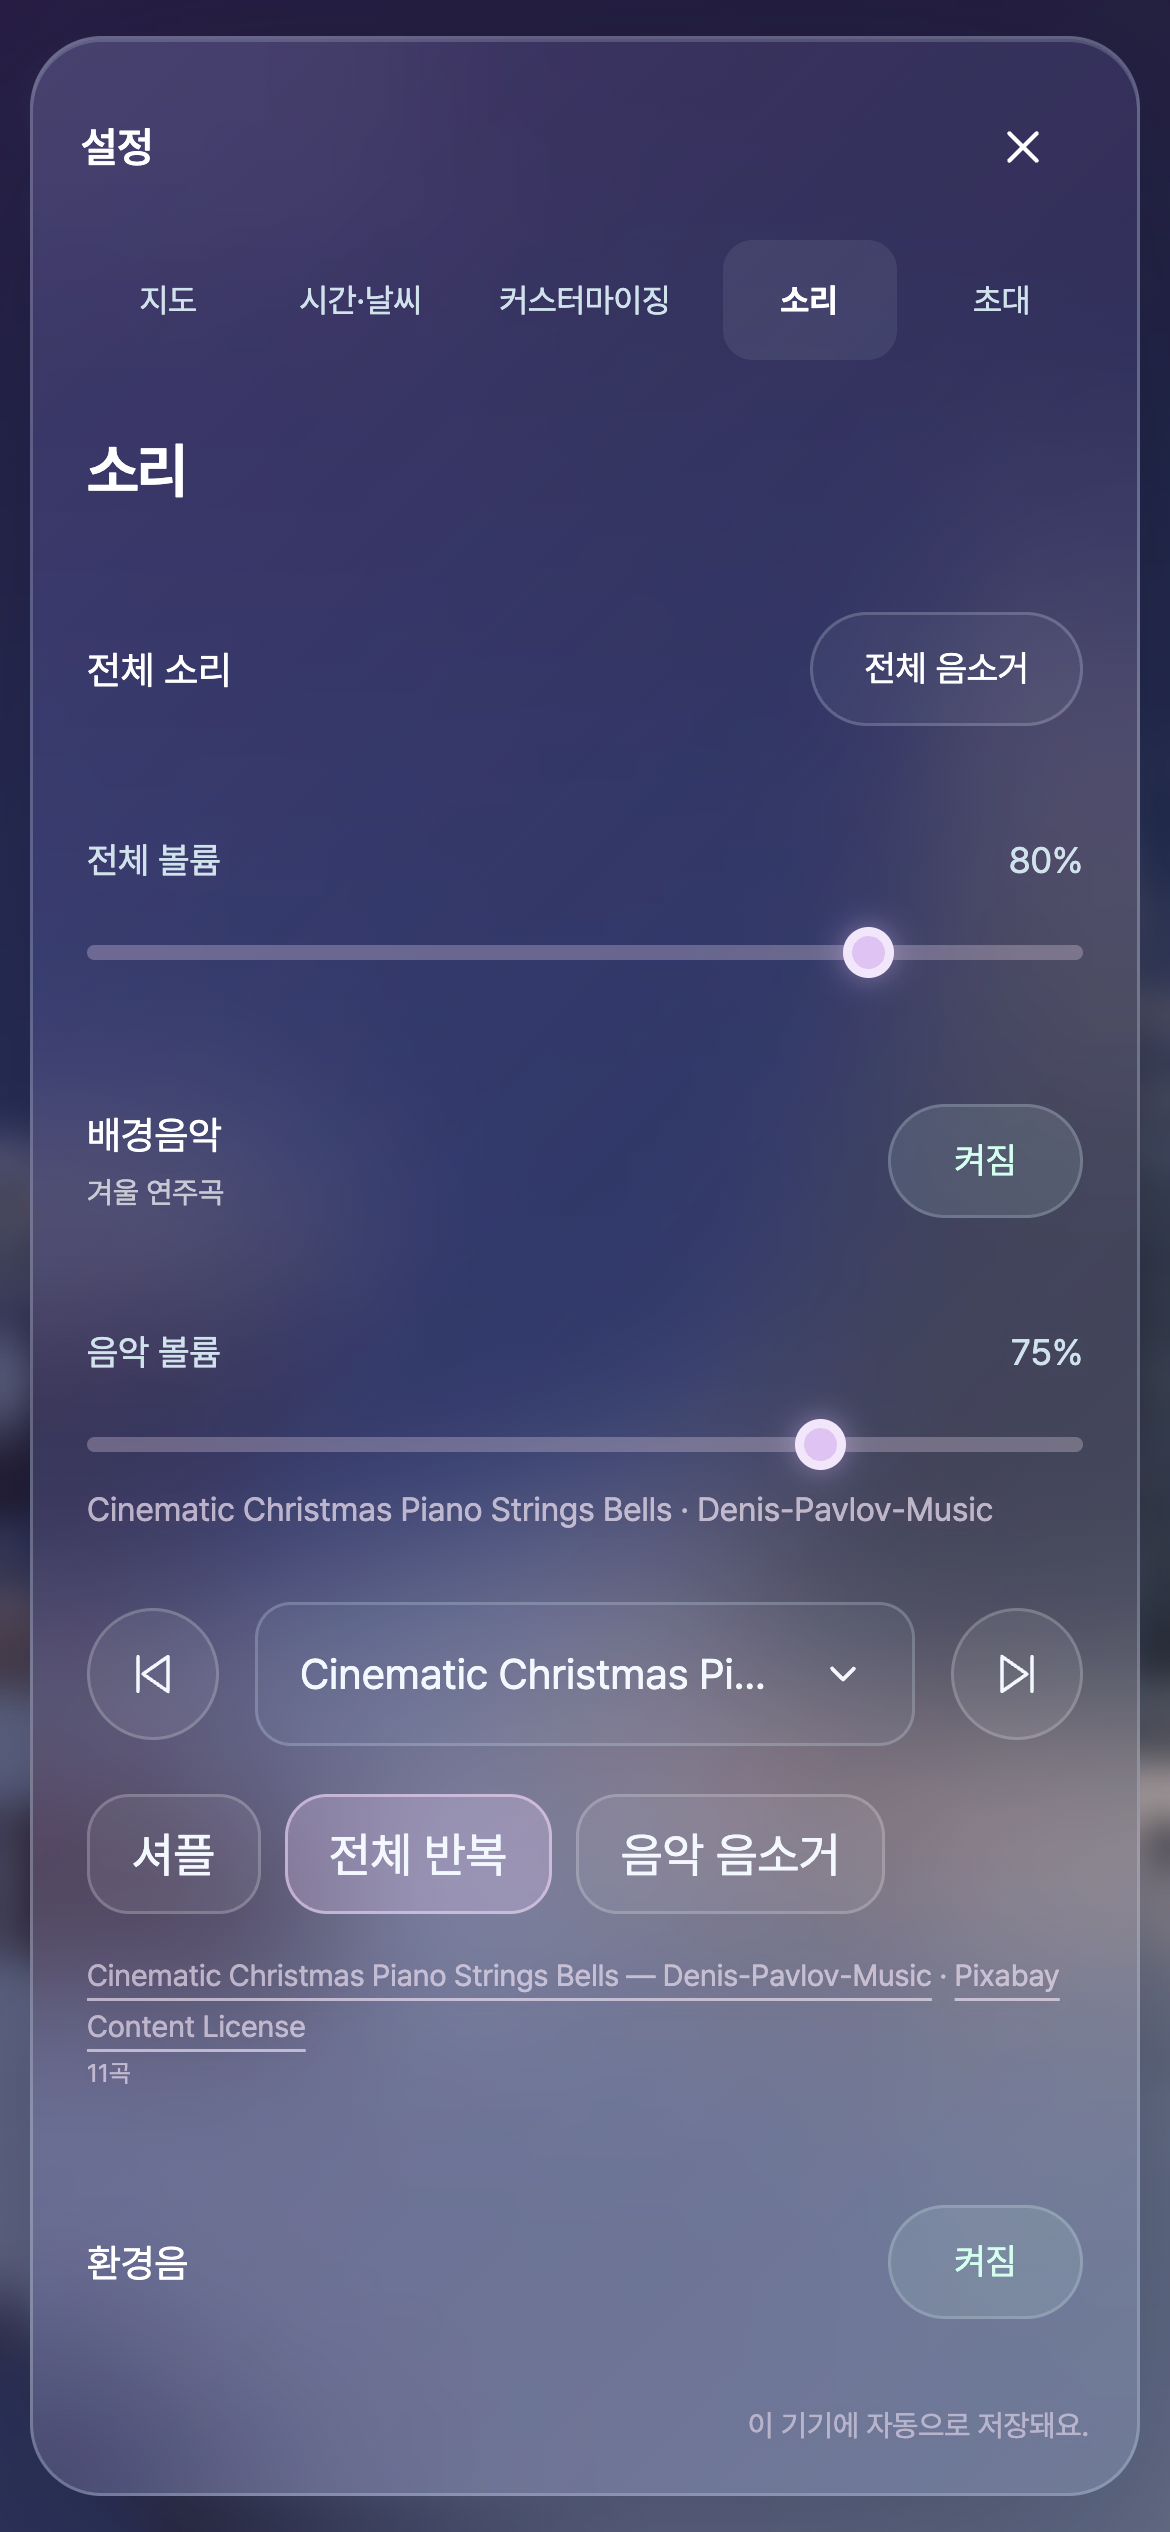 설정
지도 시간·날씨 커스터마이징 소리 초대
소리
전체 소리 전체 음소거
전체 볼륨 80%
배경음악 켜짐
겨울 연주곡
음악 볼륨 75%
Cinematic Christmas Piano Strings Bells · Denis-Pavlov-Music
Cinematic Christmas Pi...
셔플 전체 반복 음악 음소거
Cinematic Christmas Piano Strings Bells — Denis-Pavlov-Music · Pixabay
Content License
11곡
환경음 켜짐
이 기기에 자동으로 저장돼요.